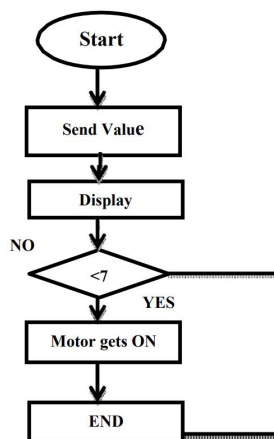 Start
Send Value
Display
NO
<7
YES
Motor gets ON
END